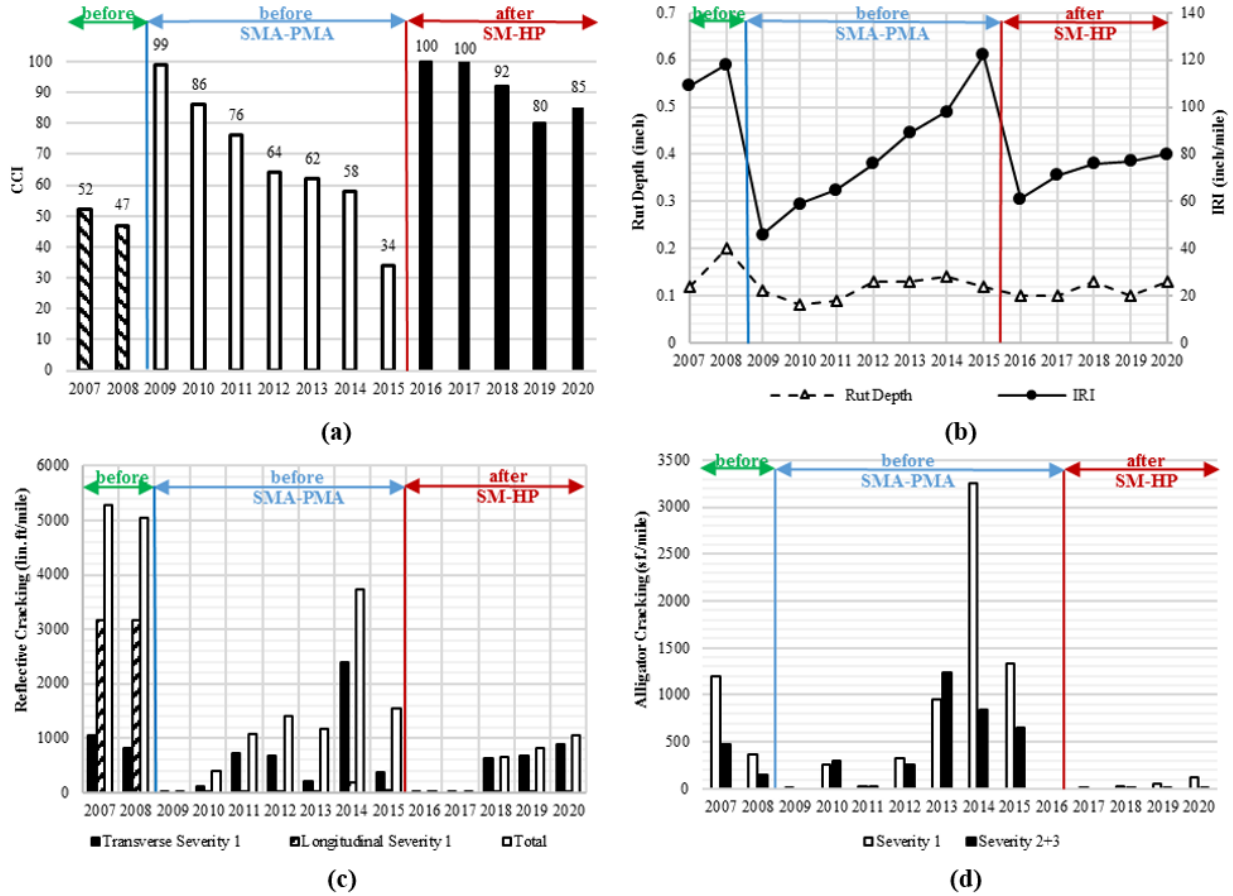 before
before
SMA-PMA
after
SM-HP
CCI
100
90
80
70
60
50
40
30
20
10
0
52
47
99
86
76
64
62
58
34
100
100
92
80
85
2007 2008 2009 2010 2011 2012 2013 2014 2015 2016 2017 2018 2019 2020
(a)
before
before
SMA-PMA
after
SM-HP
Rut Depth (inch)
0.7
0.6
0.5
0.4
0.3
0.2
0.1
0
IRI (inch/mile)
140
120
100
80
60
40
20
0
2007 2008 2009 2010 2011 2012 2013 2014 2015 2016 2017 2018 2019 2020
Rut Depth IRI
(b)
before
before
SMA-PMA
after
SM-HP
Reflective Cracking (lin. ft/mile)
6000
5000
4000
3000
2000
1000
0
2007 2008 2009 2010 2011 2012 2013 2014 2015 2016 2017 2018 2019 2020
Transverse Severity 1 Longitudinal Severity 1 Total
(c)
before
before
SMA-PMA
after
SM-HP
Alligator Cracking (sf./mile)
3500
3000
2500
2000
1500
1000
500
0
2007 2008 2009 2010 2011 2012 2013 2014 2015 2016 2017 2018 2019 2020
Severity 1 Severity 2+3
(d)